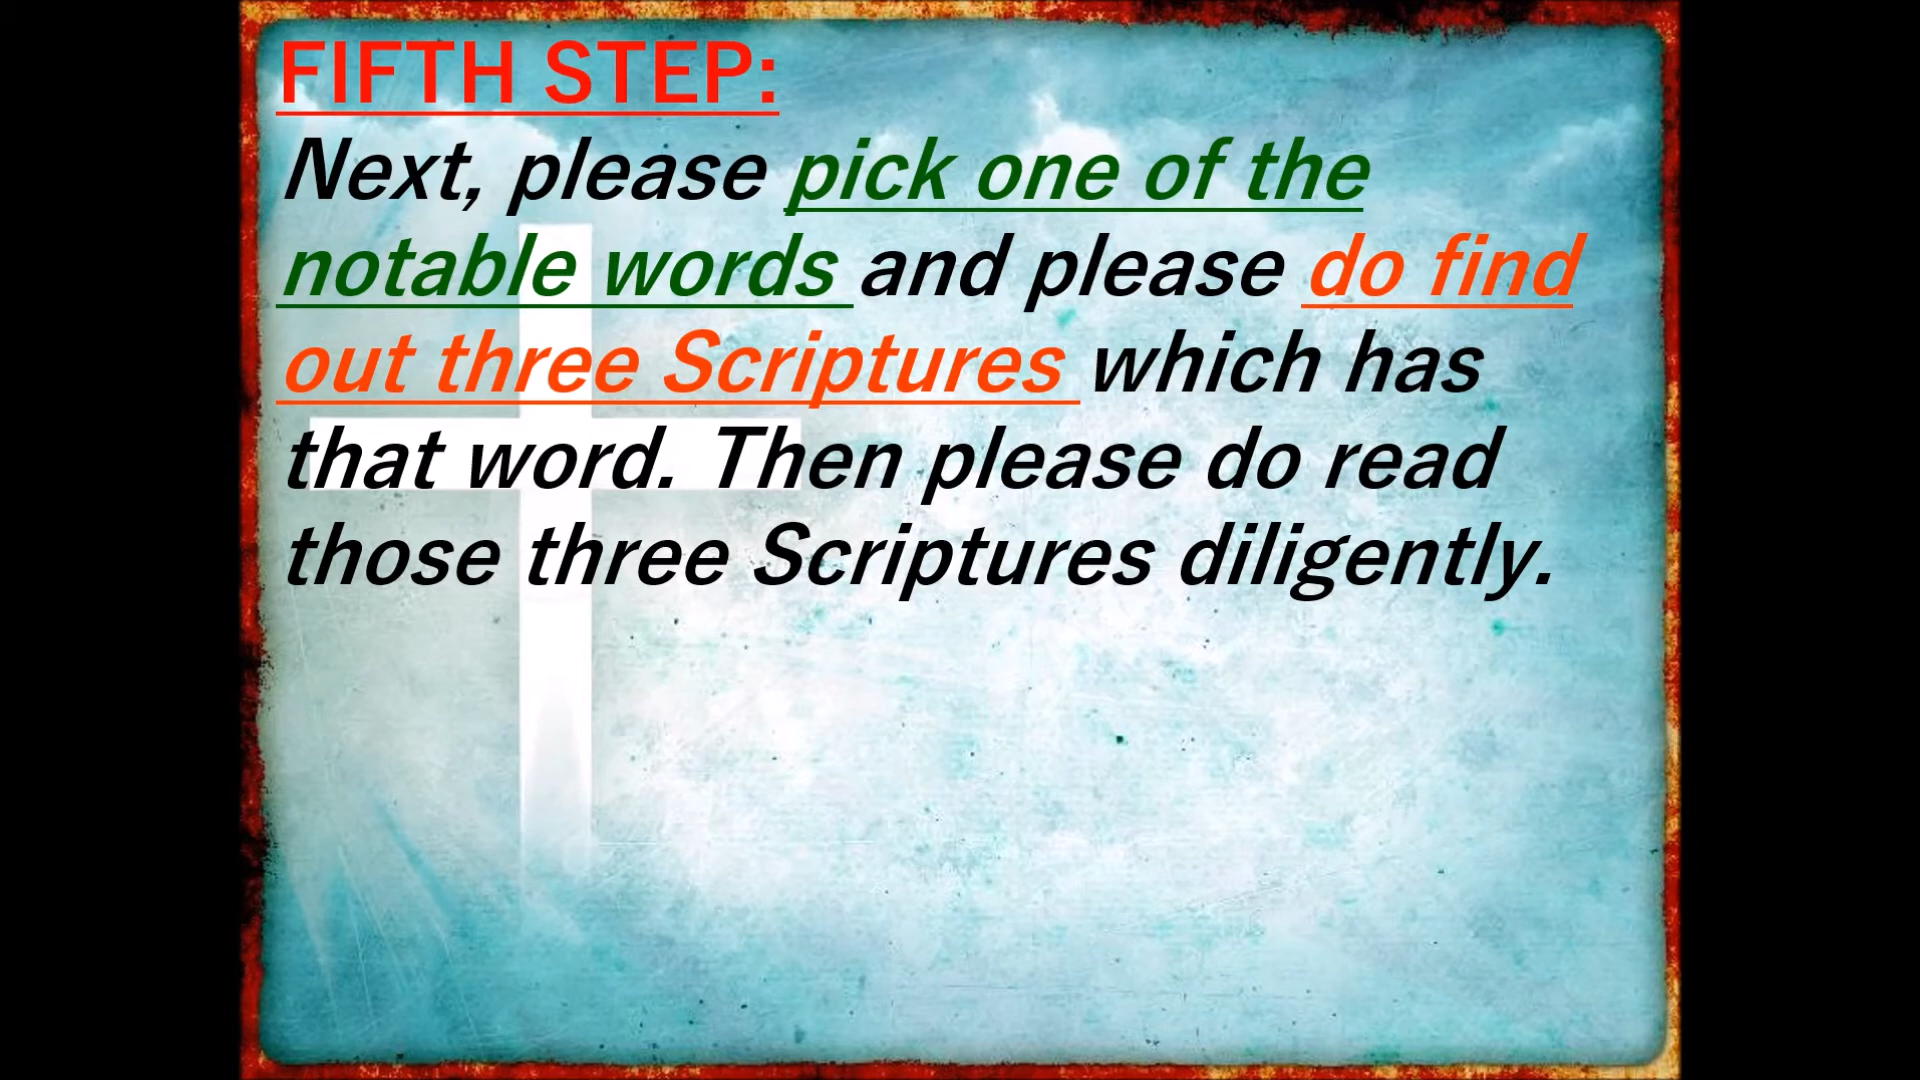 FIFTH STEP:
Next, please pick one of the
notable words and please do find
out three Scriptures which has
that word. Then please do read
those three Scriptures diligently.